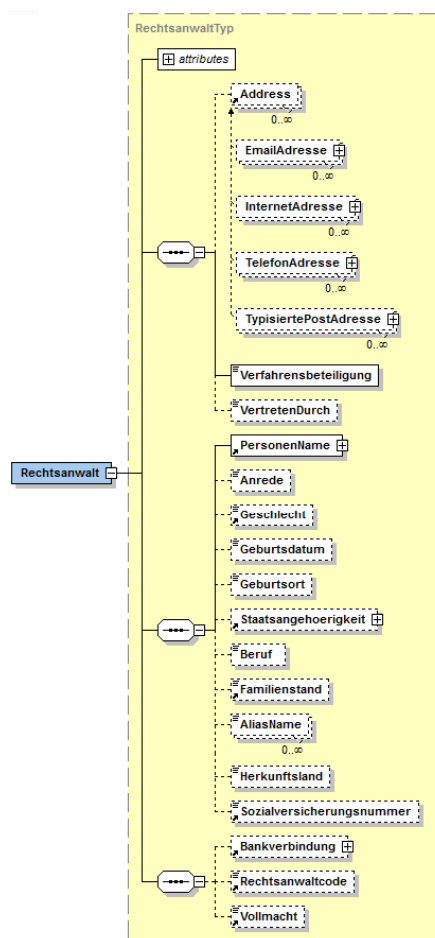 RechtsanwaltTyp
attributes
Address
0..∞
EmailAdresse
0..∞
InternetAdresse
0..∞
TelefonAdresse
0..∞
TypisiertePostAdresse
0..∞
Verfahrensbeteiligung
VertretenDurch
PersonenName
Rechtsanwalt
Anrede
Geschlecht
Geburtsdatum
Geburtsort
Staatsangehoerigkeit
Beruf
Familienstand
AliasName
0..∞
Herkunftsland
Sozialversicherungsnummer
Bankverbindung
Rechtsanwaltcode
Vollmacht